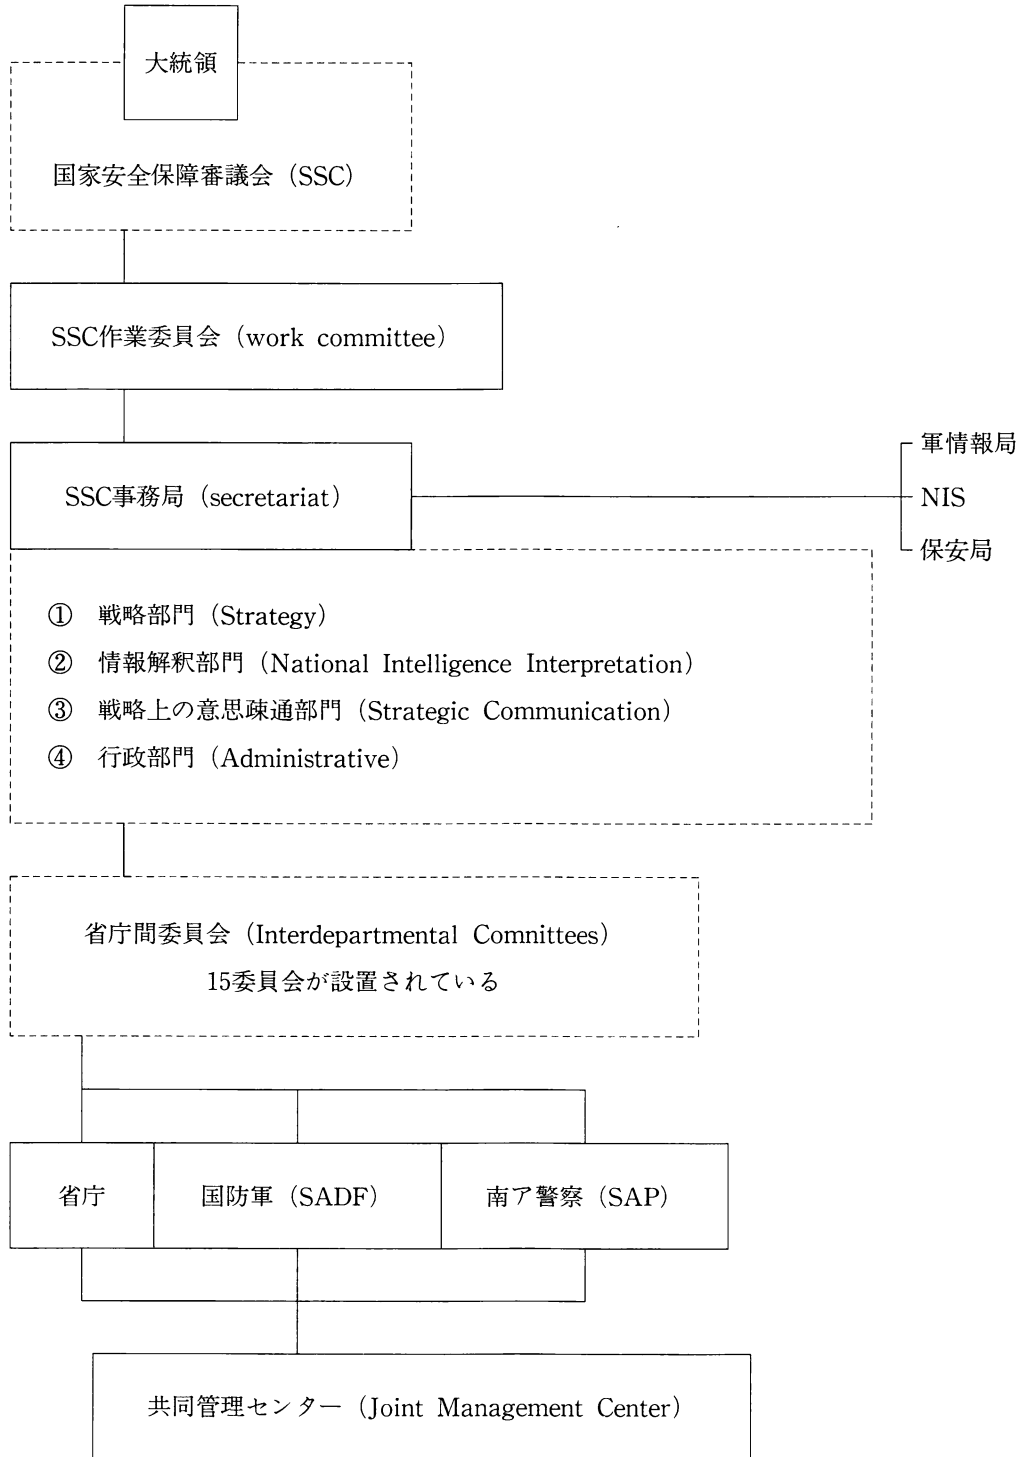 大統領
国家安全保障審議会（SSC）
SSC作業委員会（work committee）
SSC事務局（secretariat）
軍情報局
NIS
保安局
① 戦略部門（Strategy）
② 情報解釈部門（National Intelligence Interpretation）
③ 戦略上の意思疎通部門（Strategic Communication）
④ 行政部門（Administrative）
省庁間委員会（Interdepartmental Comnittees）
15委員会が設置されている
省庁
国防軍（SADF）
南ア警察（SAP）
共同管理センター（Joint Management Center）